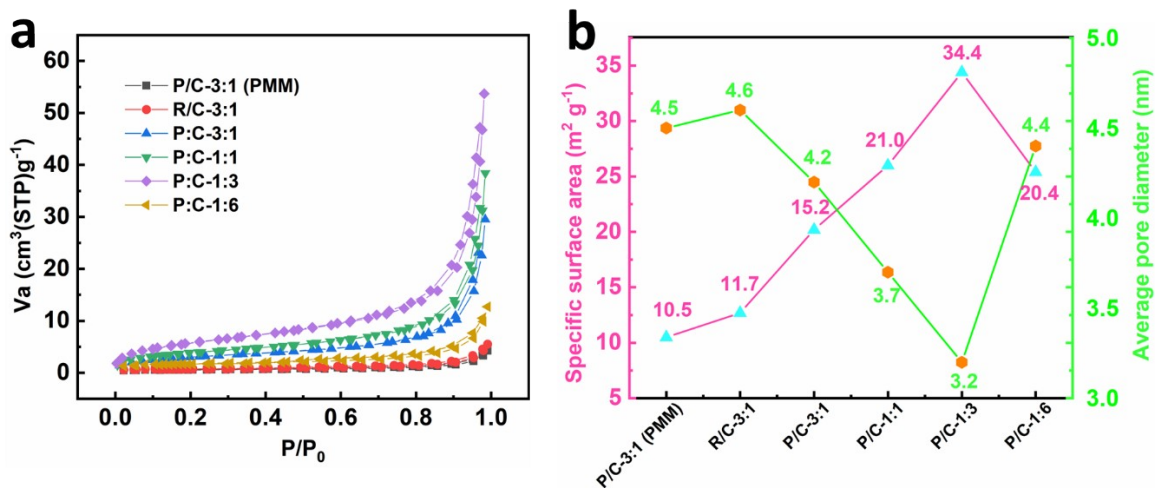 a
60
50
40
30
20
10
0
Va (cm³(STP)g⁻¹)
P/C-3:1 (PMM)
R/C-3:1
P:C-3:1
P:C-1:1
P:C-1:3
P:C-1:6
0.0 0.2 0.4 0.6 0.8 1.0
P/P₀
b
35
30
25
20
15
10
5
Specific surface area (m² g⁻¹)
4.5
4.6
4.2
3.7
3.2
4.4
10.5
11.7
15.2
21.0
34.4
20.4
5.0
4.5
4.0
3.5
3.0
Average pore diameter (nm)
P/C-3:1 (PMM)
R/C-3:1
P/C-3:1
P/C-1:1
P/C-1:3
P/C-1:6